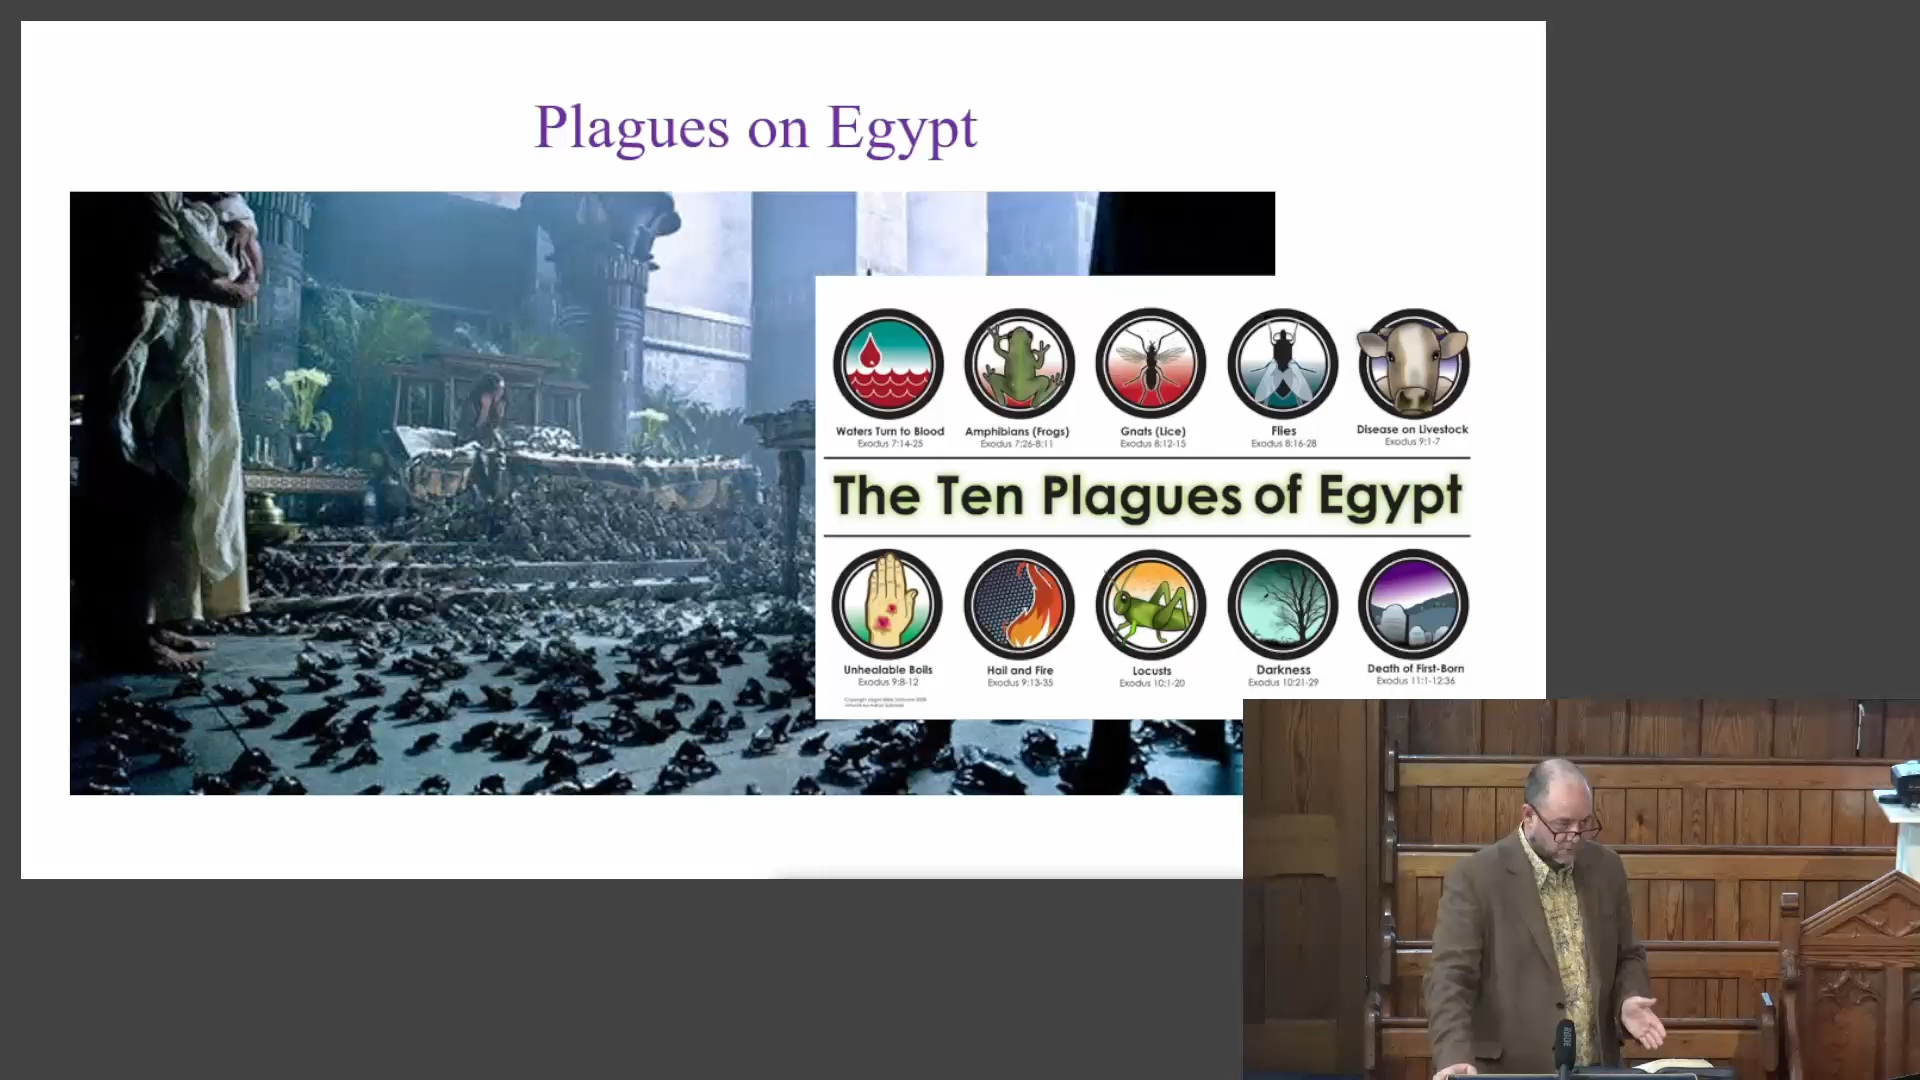 Plagues on Egypt
Waters Turn to Blood
Exodus 7:14-25
Amphibians (Frogs)
Exodus 7:26-8:11
Gnats (Lice)
Exodus 8:12-15
Flies
Exodus 8:16-28
Disease on Livestock
Exodus 9:1-7
The Ten Plagues of Egypt
Unhealable Boils
Exodus 9:8-12
Hail and Fire
Exodus 9:13-35
Locusts
Exodus 10:1-20
Darkness
Exodus 10:21-29
Death of First-Born
Exodus 11:1-12:36
RØDE